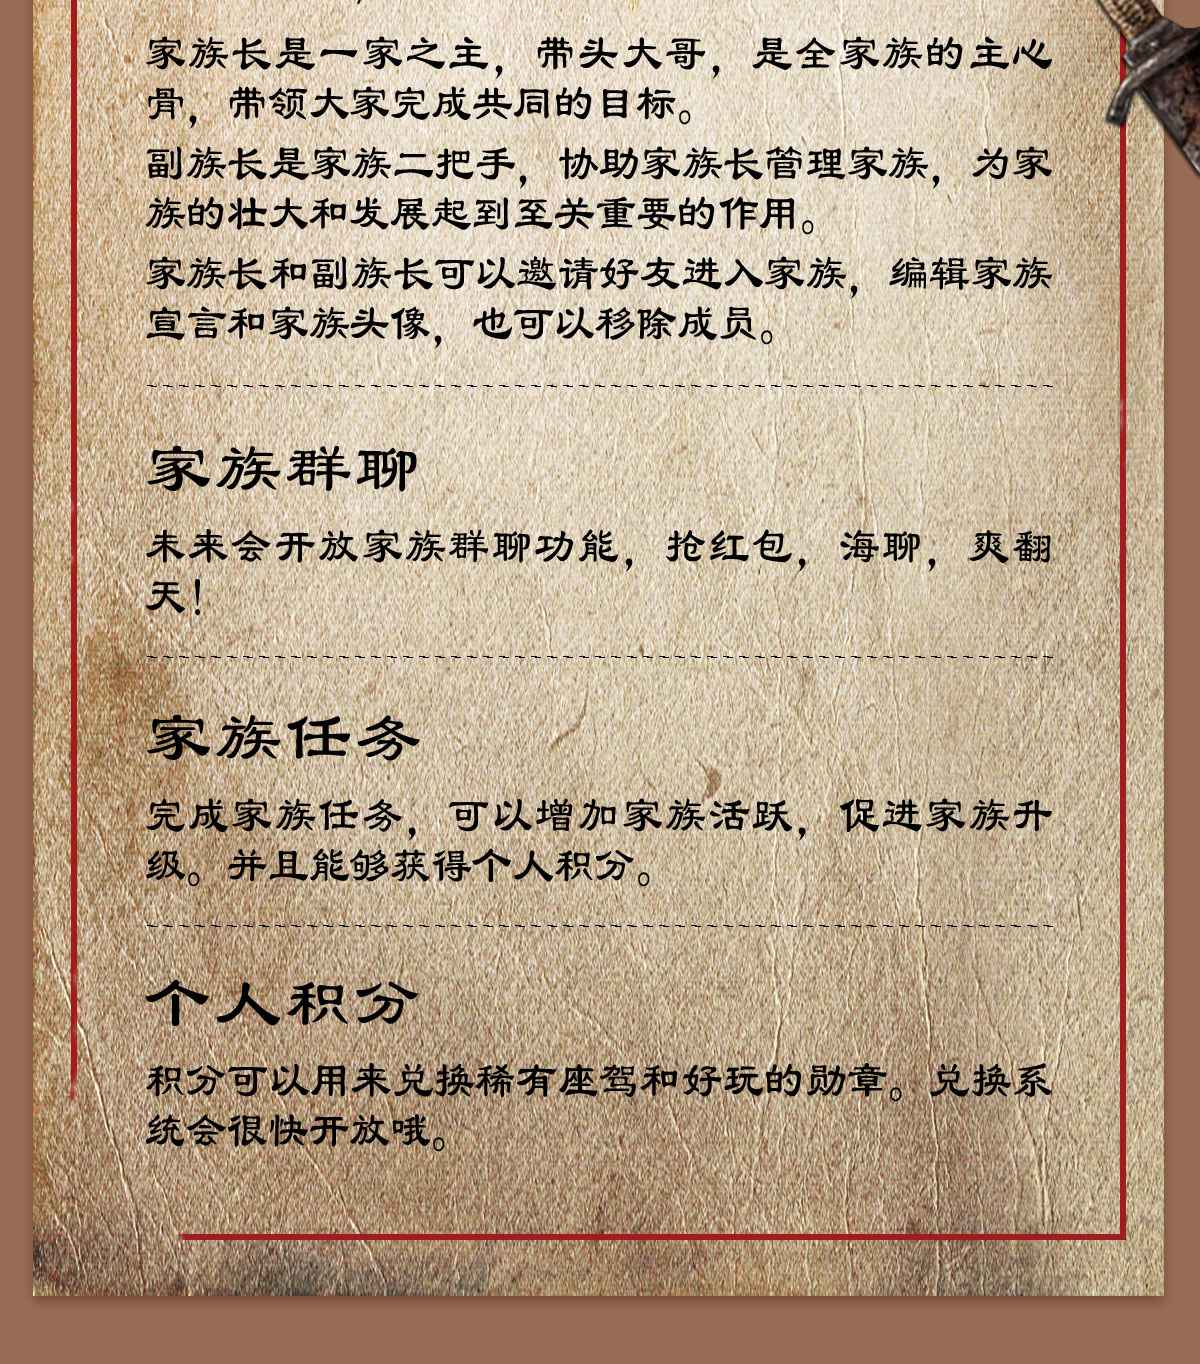 家族长是一家之主，带头大哥，是全家族的主心
骨，带领大家完成共同的目标。
副族长是家族二把手，协助家族长管理家族，为家
族的壮大和发展起到至关重要的作用。
家族长和副族长可以邀请好友进入家族，编辑家族
宣言和家族头像，也可以移除成员。
家族群聊
未来会开放家族群聊功能，抢红包，海聊，爽翻
天！
家族任务
完成家族任务，可以增加家族活跃，促进家族升
级。并且能够获得个人积分。
个人积分
积分可以用来兑换稀有座驾和好玩的勋章。兑换系
统会很快开放哦。